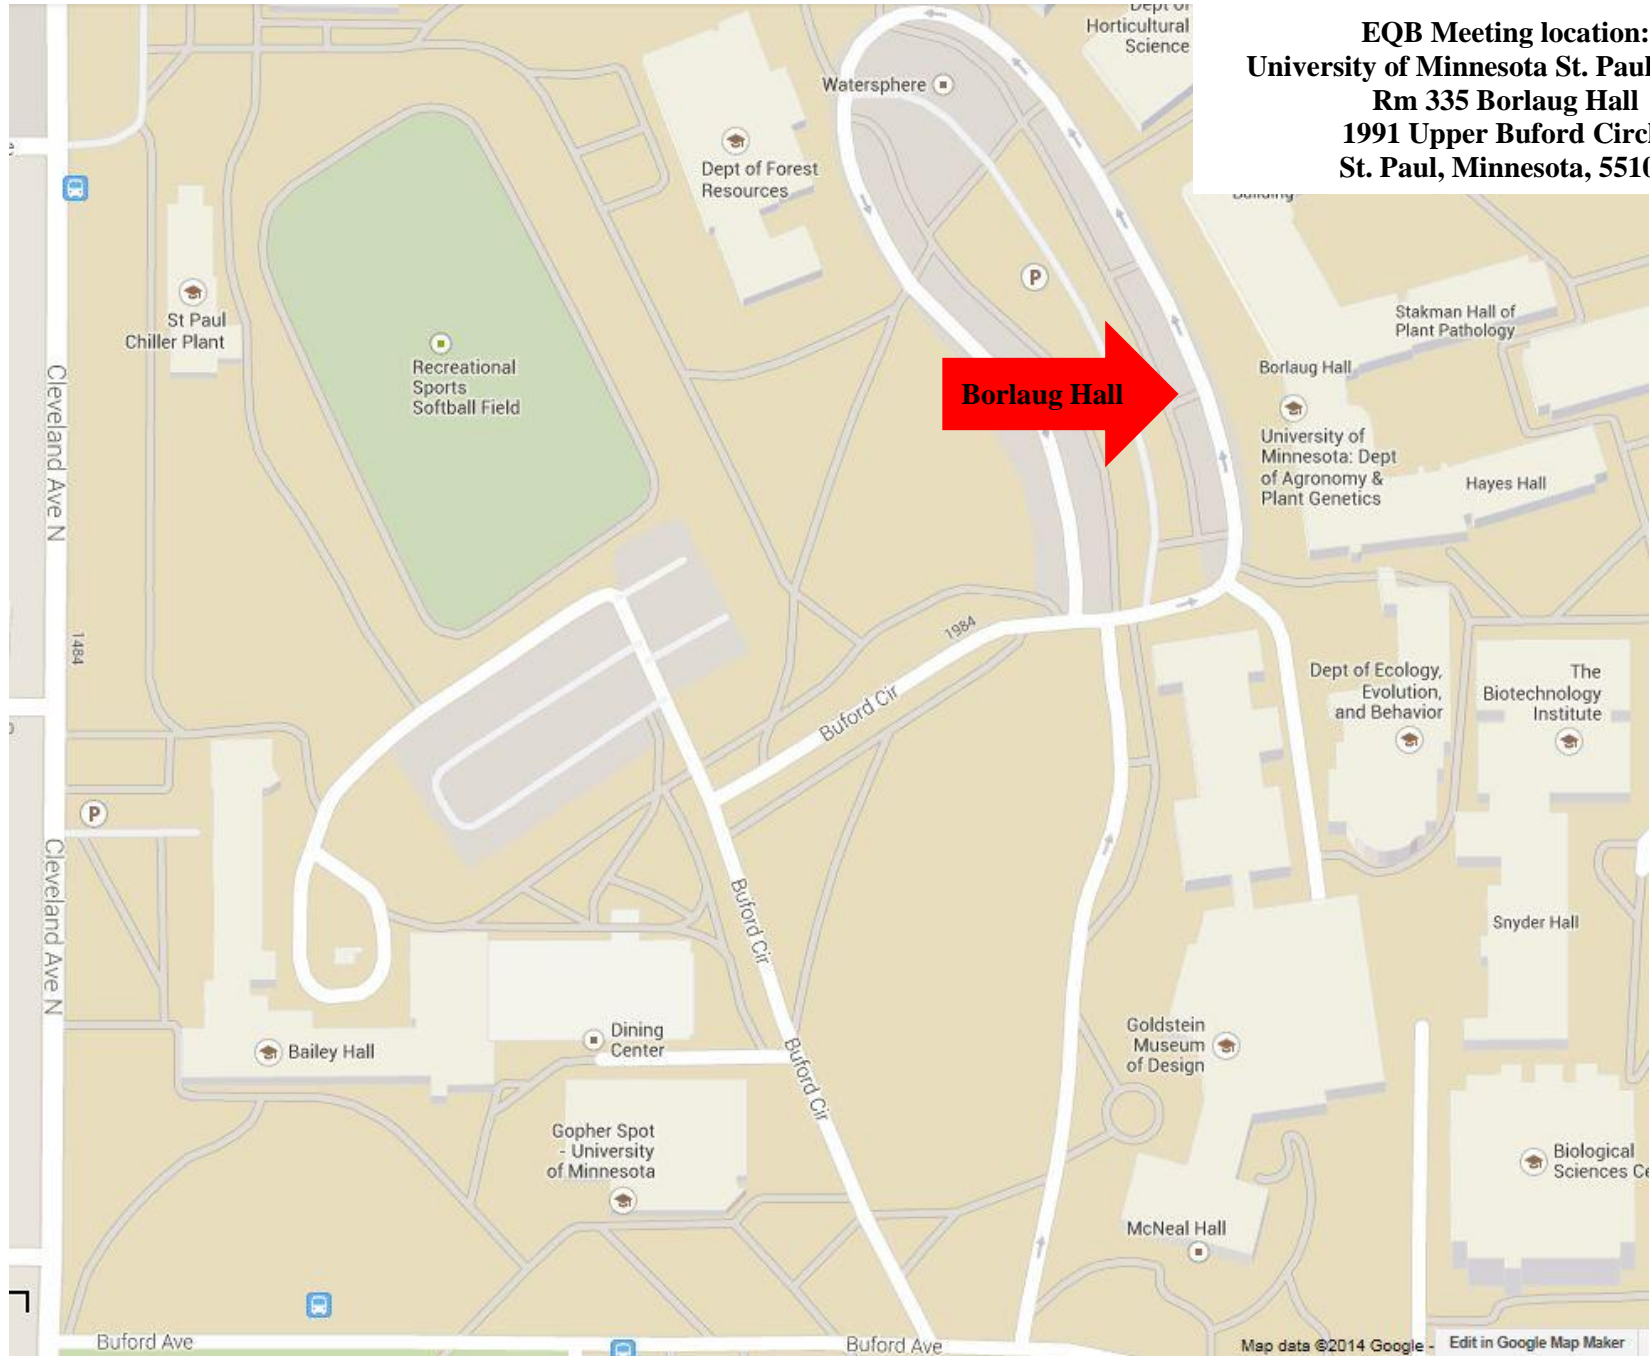 EQB Meeting location:
University of Minnesota St. Paul
Rm 335 Borlaug Hall
1991 Upper Buford
St. Paul, Minnesota,
Dept of
Horticultural
Science
Watersphere
P
Dept of Forest
Resources
Building
St Paul
Chiller Plant
Recreational
Sports
Softball Field
Borlaug Hall
Stakman Hall of
Plant Pathology
Borlaug Hall
University of
Minnesota: Dept
of Agronomy &
Plant Genetics
Hayes Hall
Cleveland Ave N
1484
1984
Buford Cir
Dept of Ecology,
Evolution,
and Behavior
The
Biotechnology
Institute
P
Cleveland Ave N
Buford Cir
Snyder Hall
Bailey Hall
Dining
Center
Buford Cir
Goldstein
Museum
of Design
Gopher Spot
- University
of Minnesota
Biological
Sciences
McNeal Hall
Buford Ave
Buford Ave
Map data ©2014 Google -
Edit in Google Map Maker